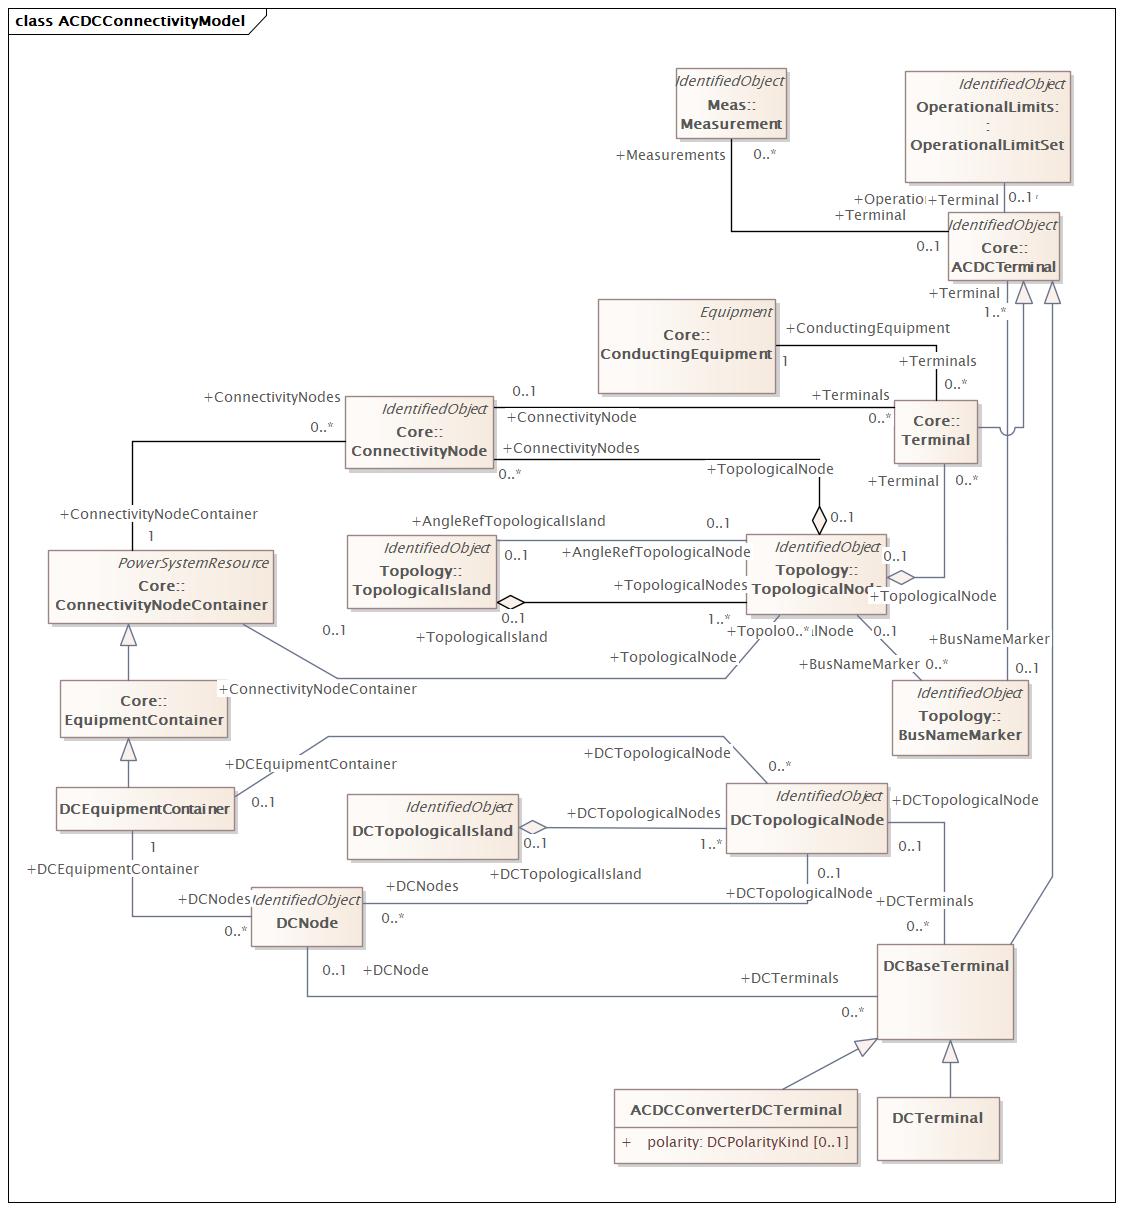 class ACDCConnectivityModel
IdentifiedObject
Meas::
Measurement
IdentifiedObject
OperationalLimits:
:
OperationalLimitSet
+Measurements
0..*
+Terminal
0..1
+Terminal
0..1
IdentifiedObject
Core::
ACDCTerminal
+Terminal
1..*
Equipment
Core::
ConductingEquipment
+ConductingEquipment
1
+Terminals
0..*
+ConnectivityNodes
0..*
IdentifiedObject
Core::
ConnectivityNode
0..1
+ConnectivityNode
+Terminals
0..*
Core::
Terminal
+ConnectivityNodes
0..*
+TopologicalNode
0..1
+Terminal
0..*
+ConnectivityNodeContainer
1
PowerSystemResource
Core::
ConnectivityNodeContainer
+AngleRefTopologicalIsland
0..1
0..1
+AngleRefTopologicalNode
IdentifiedObject
Topology::
TopologicalIsland
+TopologicalNodes
0..1
+TopologicalIsland
1..*
IdentifiedObject
Topology::
TopologicalNode
0..1
+TopologicalNode
0..1
+TopologicalNode
0..*
0..1
+BusNameMarker
+BusNameMarker 0..*
0..1
+ConnectivityNodeContainer
Core::
EquipmentContainer
IdentifiedObject
Topology::
BusNameMarker
+DCEquipmentContainer
0..1
+DCTopologicalNode
0..*
DCEquipmentContainer
1
+DCEquipmentContainer
IdentifiedObject
DCTopologicalIsland
+DCTopologicalNodes
0..1
1..*
+DCTopologicalIsland
IdentifiedObject
DCTopologicalNode
+DCTopologicalNode
0..1
0..1
+DCTopologicalNode
+DCNodes
0..*
+DCNodes
0..*
IdentifiedObject
DCNode
+DCTerminals
0..*
0..1 +DCNode
+DCTerminals
0..*
DCBaseTerminal
ACDCConverterDCTerminal
+ polarity: DCPolarityKind [0..1]
DCTerminal